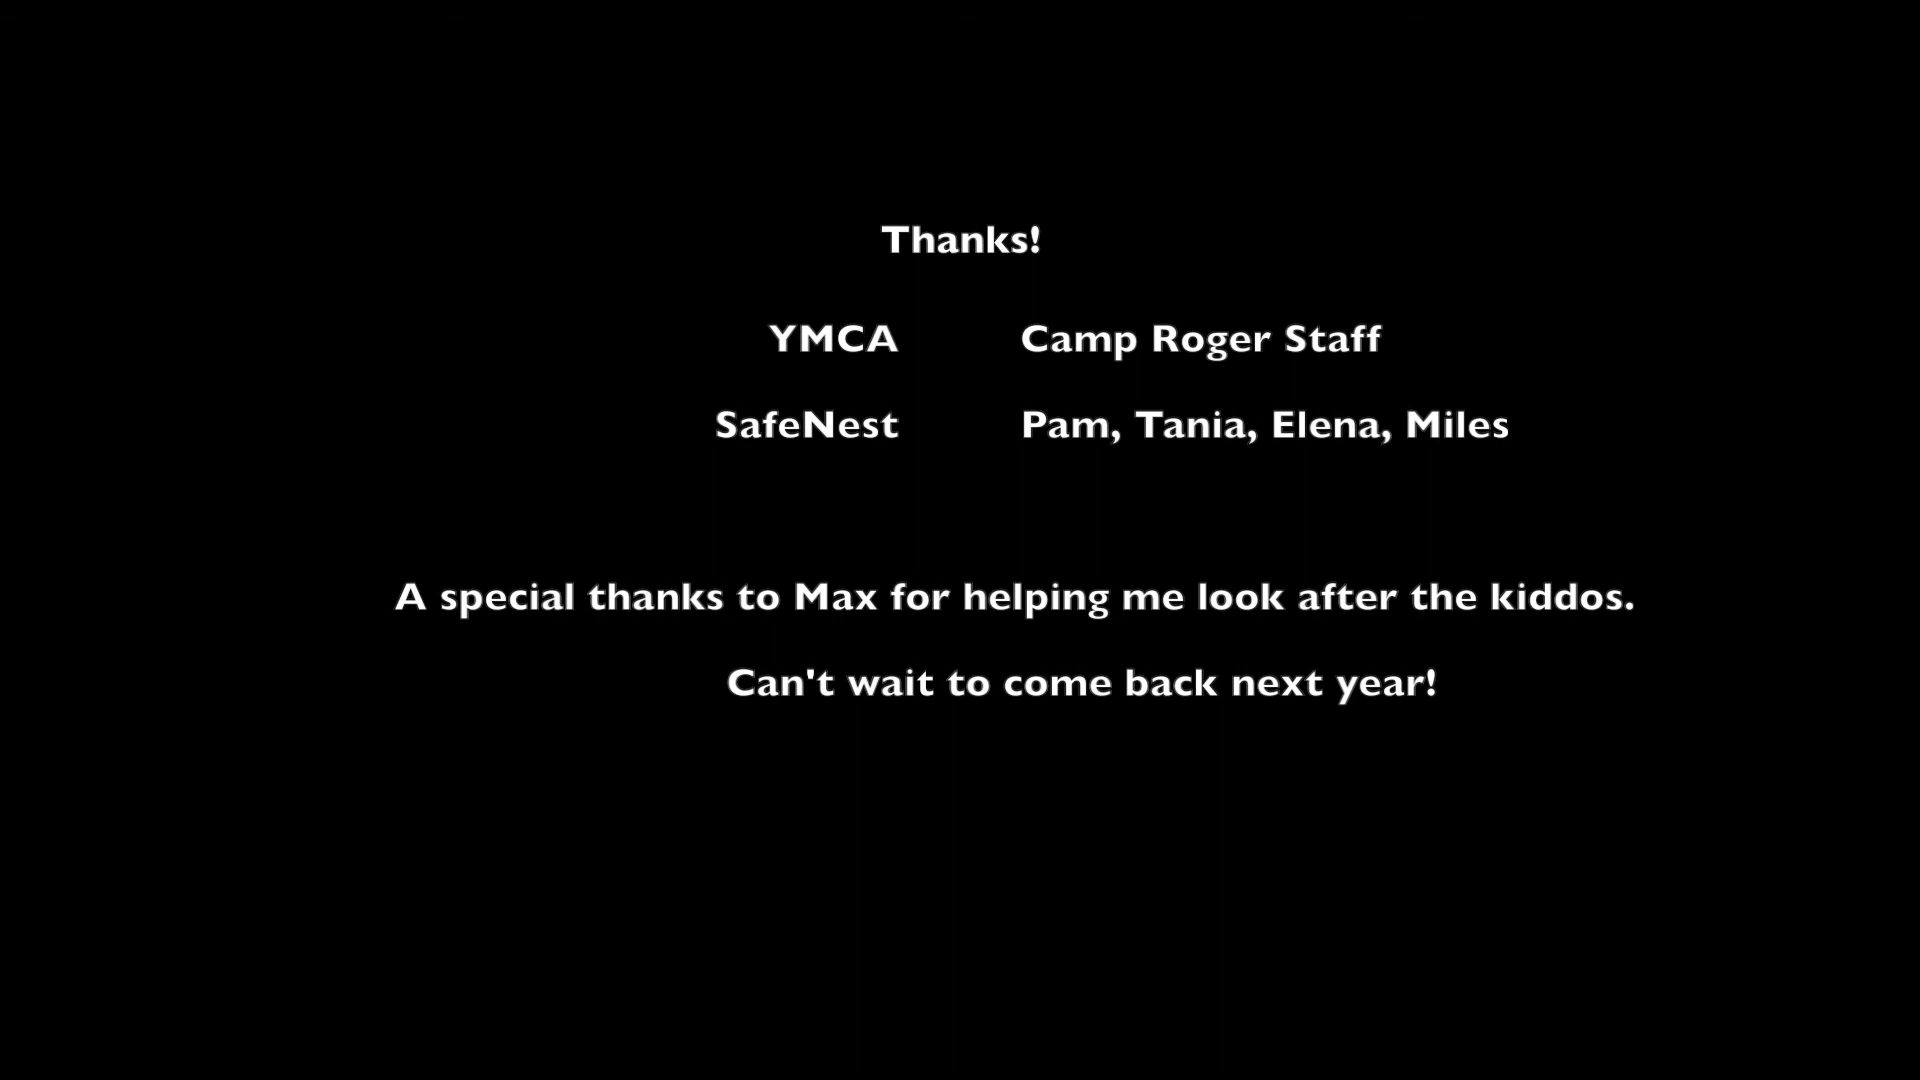 Thanks!
YMCA Camp Roger Staff
SafeNest Pam, Tania, Elena, Miles
A special thanks to Max for helping me look after the kiddos.
Can't wait to come back next year!